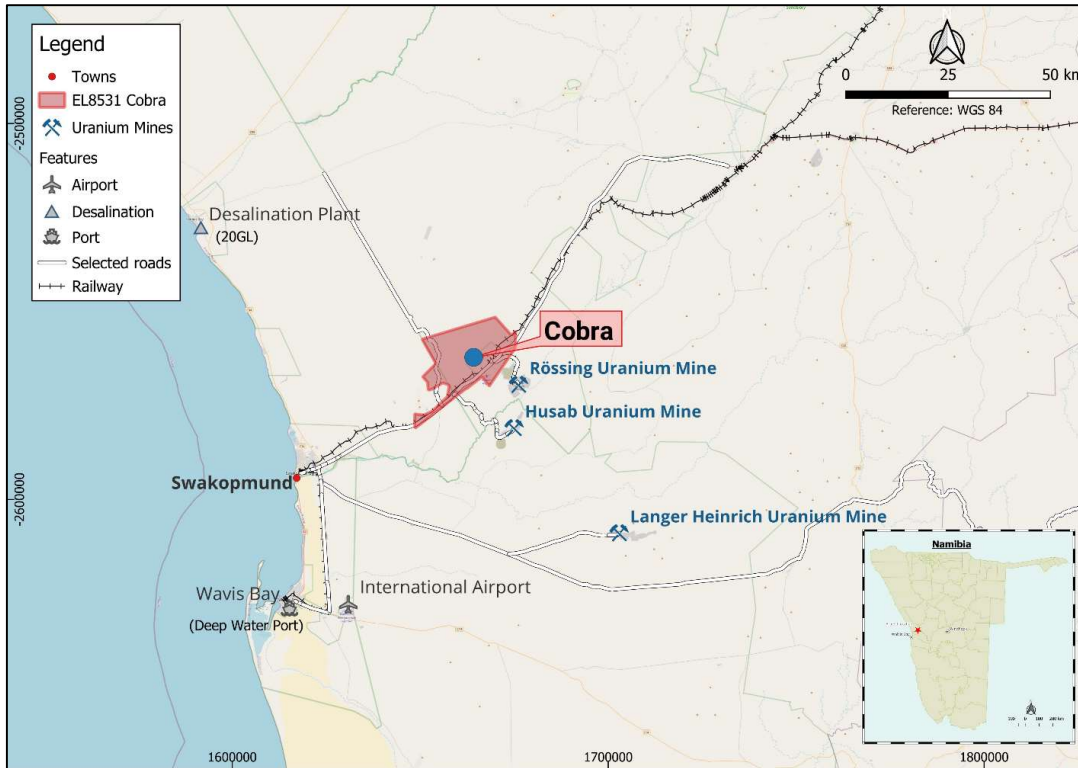 Legend
Towns
EL8531 Cobra
Uranium Mines
Features
Airport
Desalination
Port
Selected roads
Railway
0 25 50 km
Reference: WGS 84
-2500000
-2600000
Desalination Plant
(20GL)
Cobra
Rössing Uranium Mine
Husab Uranium Mine
Swakopmund
Langer Heinrich Uranium Mine
Wavis Bay
(Deep Water Port)
International Airport
Namibia
1600000 1700000 1800000